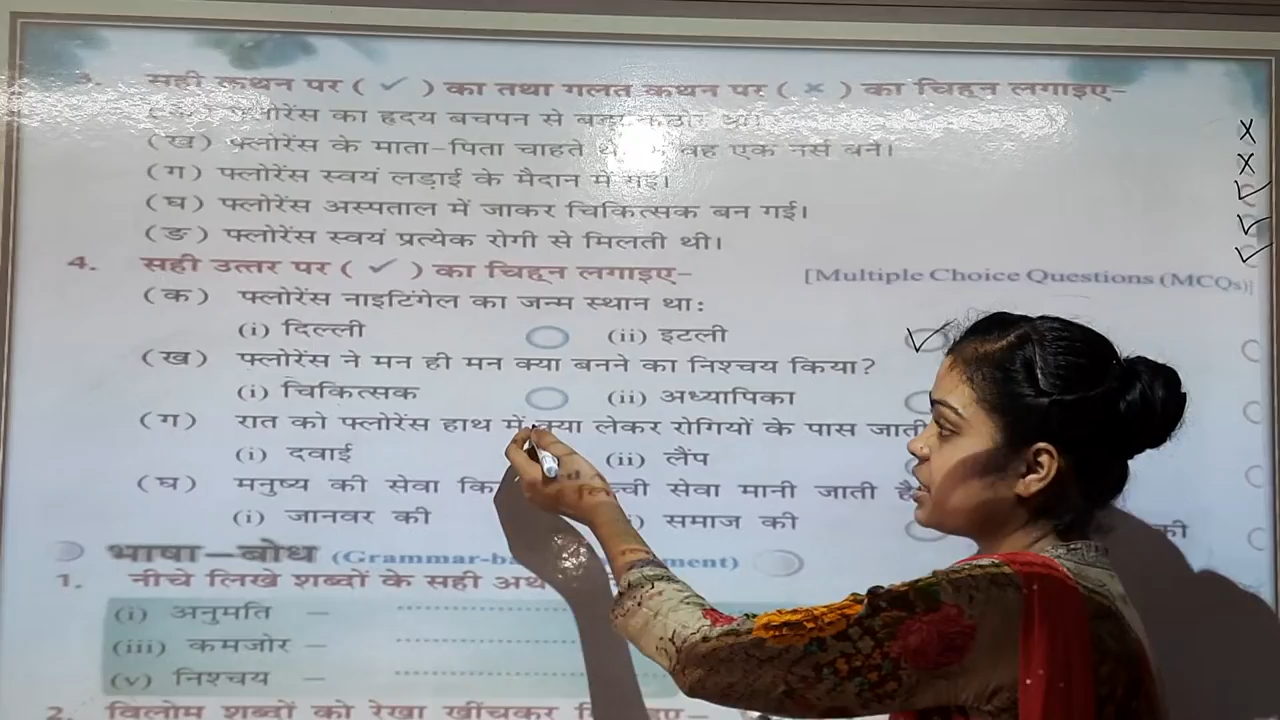 3. सही कथन पर ( ✓ ) का तथा गलत कथन पर ( × ) का चिह्न लगाइए-
फ्लोरेंस का हृदय बचपन से
(ख) फ्लोरेंस के माता-पिता चाहते वह एक नर्स बने।
(ग) फ्लोरेंस स्वयं लड़ाई के मैदान में गई।
(घ) फ्लोरेंस अस्पताल में जाकर चिकित्सक बन गई।
(ङ) फ्लोरेंस स्वयं प्रत्येक रोगी से मिलती थी।
× × ✓ ✓ ✓
4. सही उत्तर पर ( ✓ ) का चिह्न लगाइए- [Multiple Choice Questions (MCQs)]
(क) फ्लोरेंस नाइटिंगेल का जन्म स्थान था:
(i) दिल्ली (ii) इटली ✓
(ख) फ्लोरेंस ने मन ही मन क्या बनने का निश्चय किया?
(i) चिकित्सक (ii) अध्यापिका
(ग) रात को फ्लोरेंस हाथ में क्या लेकर रोगियों के पास जाती
(i) दवाई (ii) लैंप
(घ) मनुष्य की सेवा सेवा मानी जाती
(i) जानवर की समाज की की
भाषा-बोध
1. नीचे लिखे शब्दों के सही
(i) अनुमति –
(iii) कमजोर –
(v) निश्चय –
2. विलोम शब्दों को रेखा खींचकर